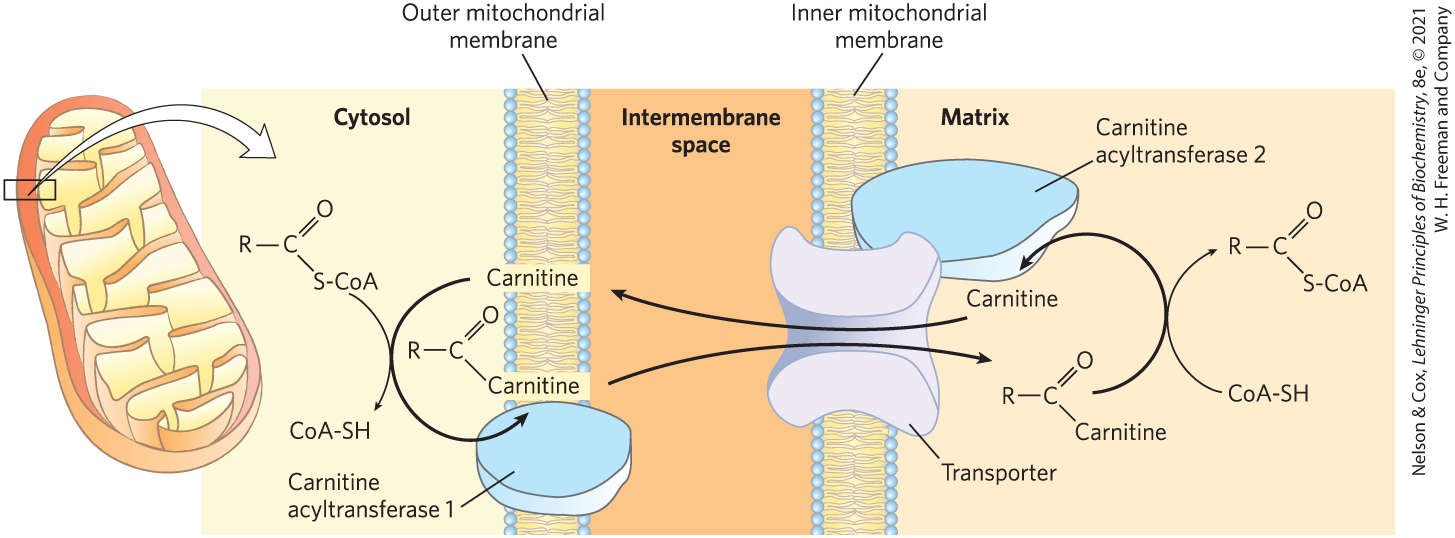 Outer mitochondrial
membrane
Inner mitochondrial
membrane
Cytosol
Intermembrane
space
Matrix
Carnitine
acyltransferase 2
O
R—C
S-CoA
Carnitine
O
R—C
Carnitine
CoA-SH
Carnitine
acyltransferase 1
Carnitine
O
R—C
Carnitine
Transporter
O
R—C
S-CoA
CoA-SH
Nelson & Cox, Lehninger Principles of Biochemistry, 8e, © 2021
W. H. Freeman and Company